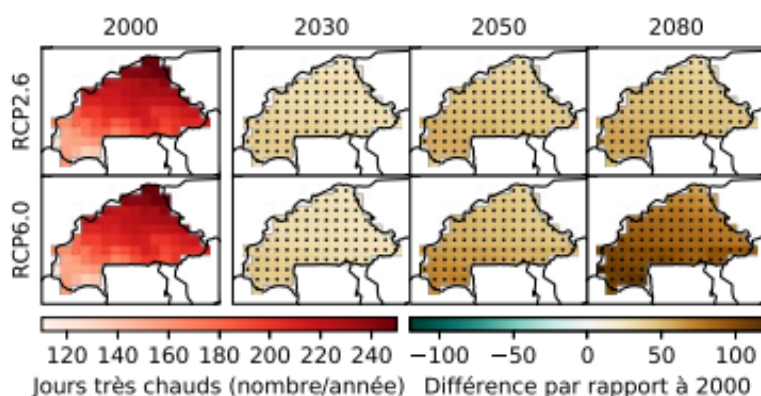 2000 2030 2050 2080
RCP2.6
RCP6.0
120 140 160 180 200 220 240 −100 −50 0 50 100
Jours très chauds (nombre/année) Différence par rapport à 2000